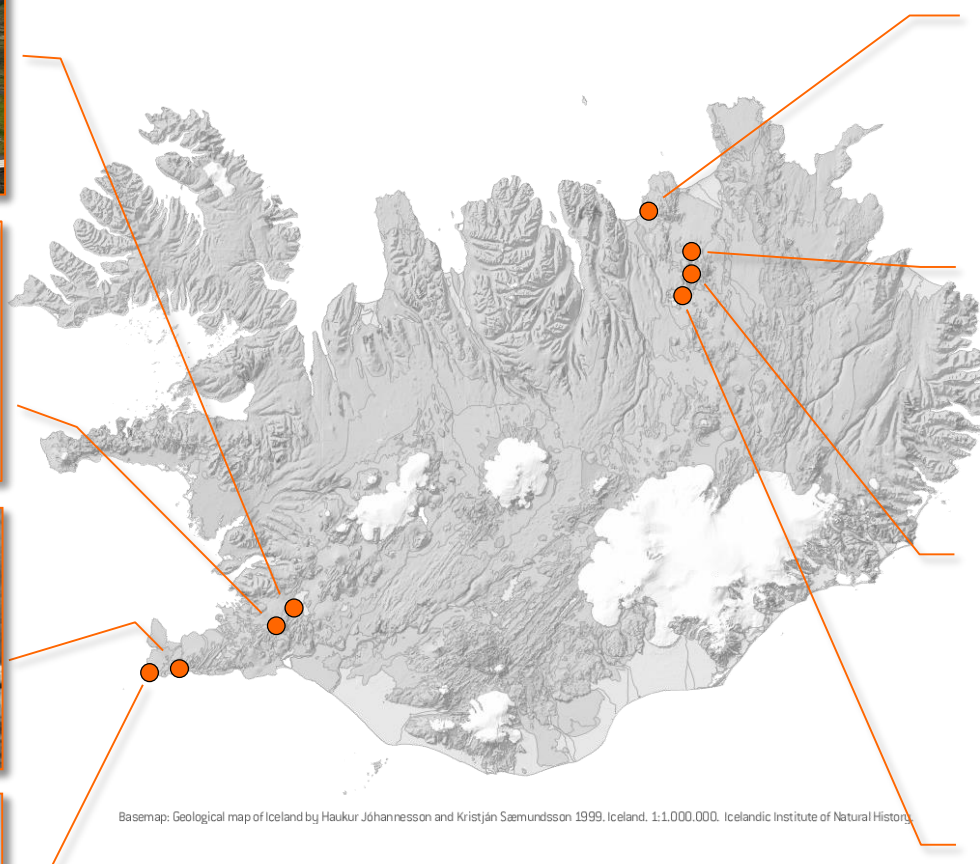 Basemap: Geological map of Iceland by Haukur Jóhannesson and Kristján Sæmundsson 1999. Iceland. 1:1.000.000. Icelandic Institute of Natural History.